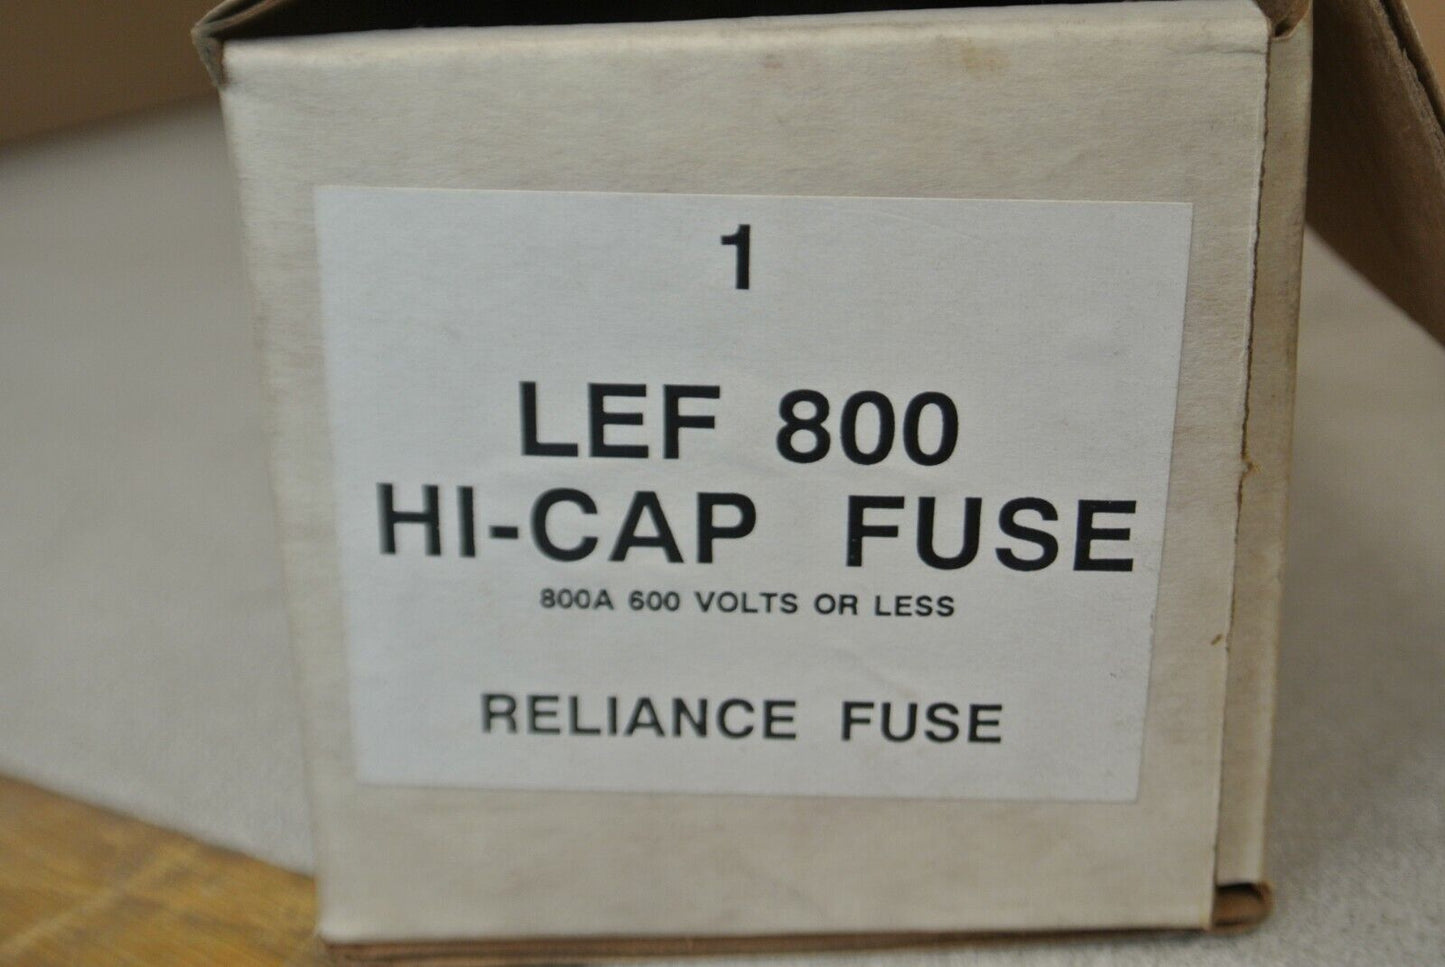 1
LEF 800
HI-CAP FUSE
800A 600 VOLTS OR LESS
RELIANCE FUSE